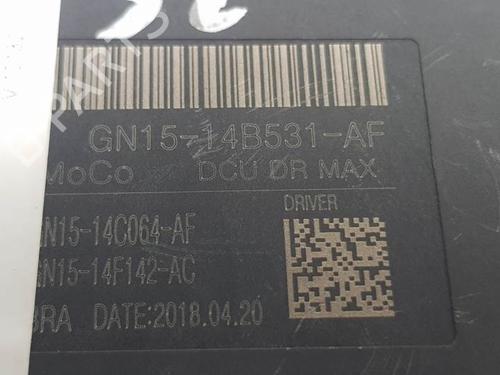 GN15-14B531-AF
MoCo DCU DR MAX
N15-14C064-AF DRIVER
N15-14F142-AC
BRA DATE:2018.04.20
PARTS